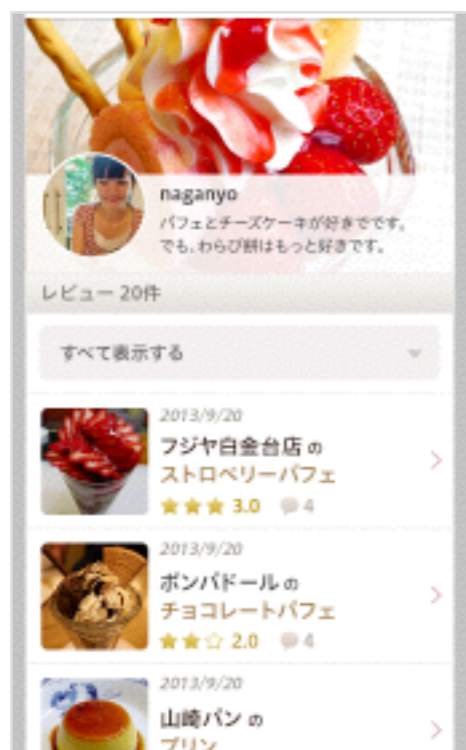 naganyo
パフェとチーズケーキが好きでです。
でも、わらび餅はもっと好きです。
レビュー 20件
すべて表示する
2013/9/20
フジヤ白金台店 の
ストロベリーパフェ
★★★ 3.0 4
2013/9/20
ポンパドール の
チョコレートパフェ
★★☆ 2.0 4
2013/9/20
山崎パン の
プリン